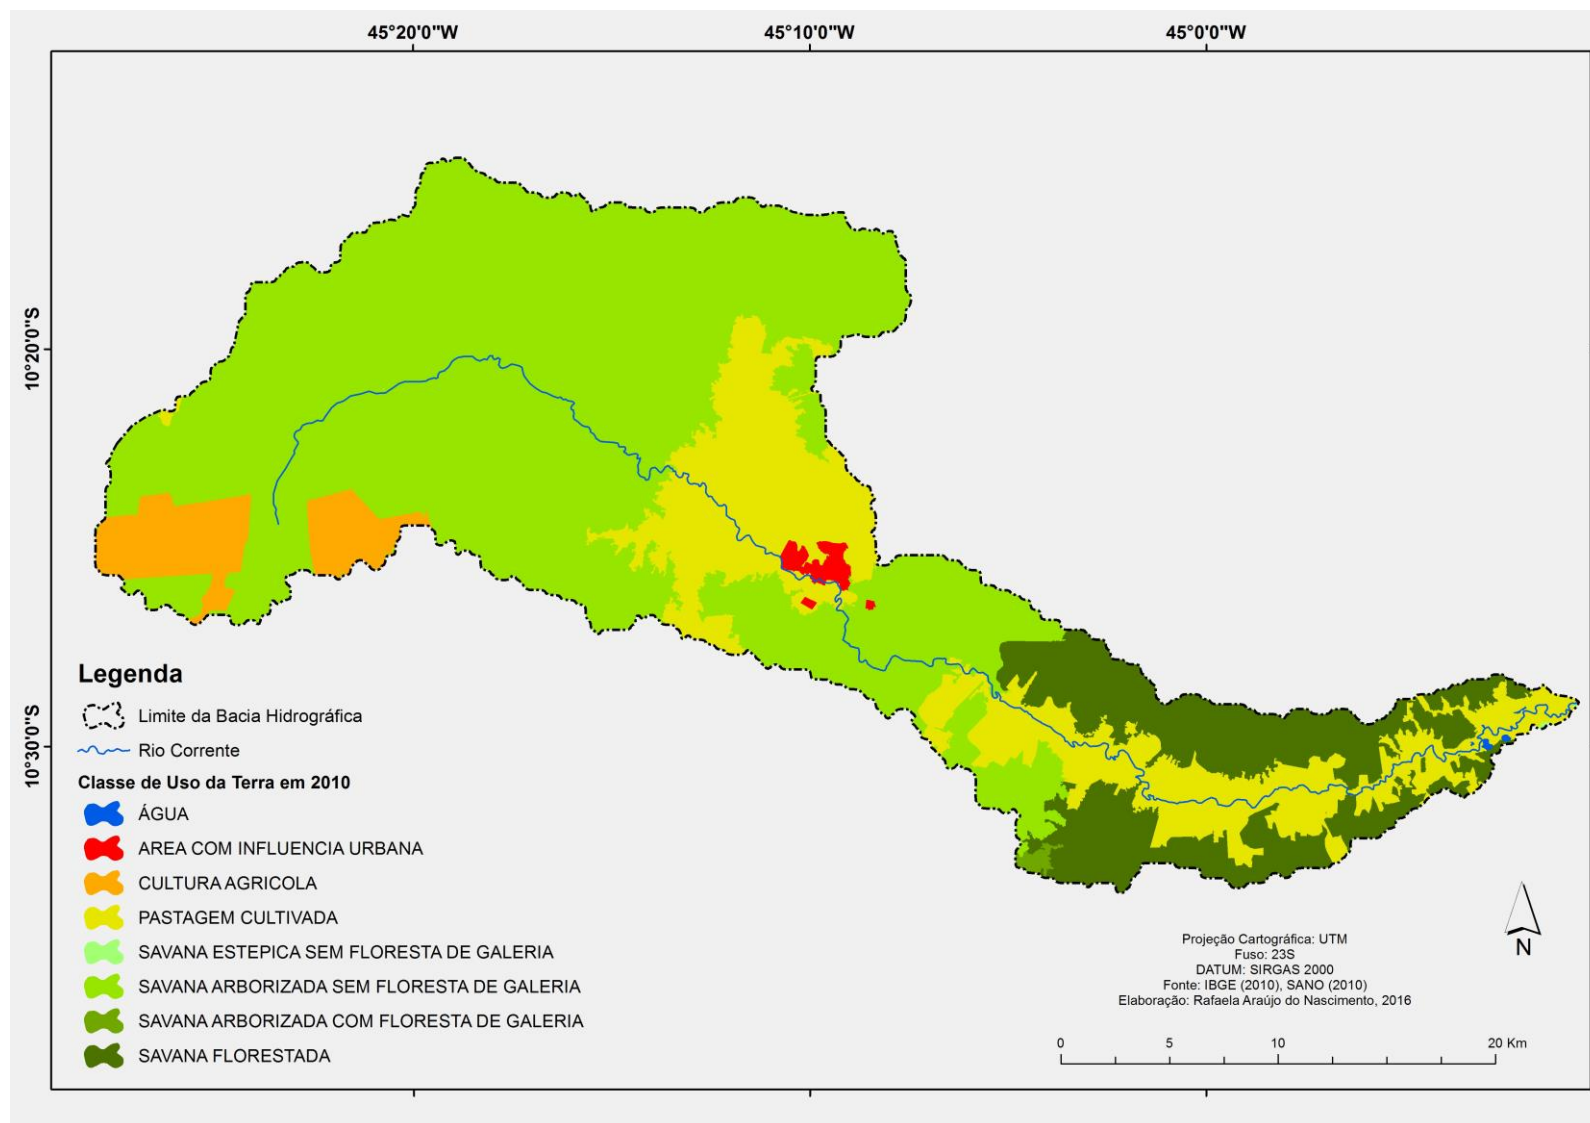 45°20'0"W
45°10'0"W
45°0'0"W
10°20'0"S
10°30'0"S
Legenda
Limite da Bacia Hidrográfica
Rio Corrente
Classe de Uso da Terra em 2010
ÁGUA
AREA COM INFLUENCIA URBANA
CULTURA AGRICOLA
PASTAGEM CULTIVADA
SAVANA ESTEPICA SEM FLORESTA DE GALERIA
SAVANA ARBORIZADA SEM FLORESTA DE GALERIA
SAVANA ARBORIZADA COM FLORESTA DE GALERIA
SAVANA FLORESTADA
N
Projeção Cartográfica: UTM
Fuso: 23S
DATUM: SIRGAS 2000
Fonte: IBGE (2010), SANO (2010)
Elaboração: Rafaela Araújo do Nascimento, 2016
0 5 10 20 Km